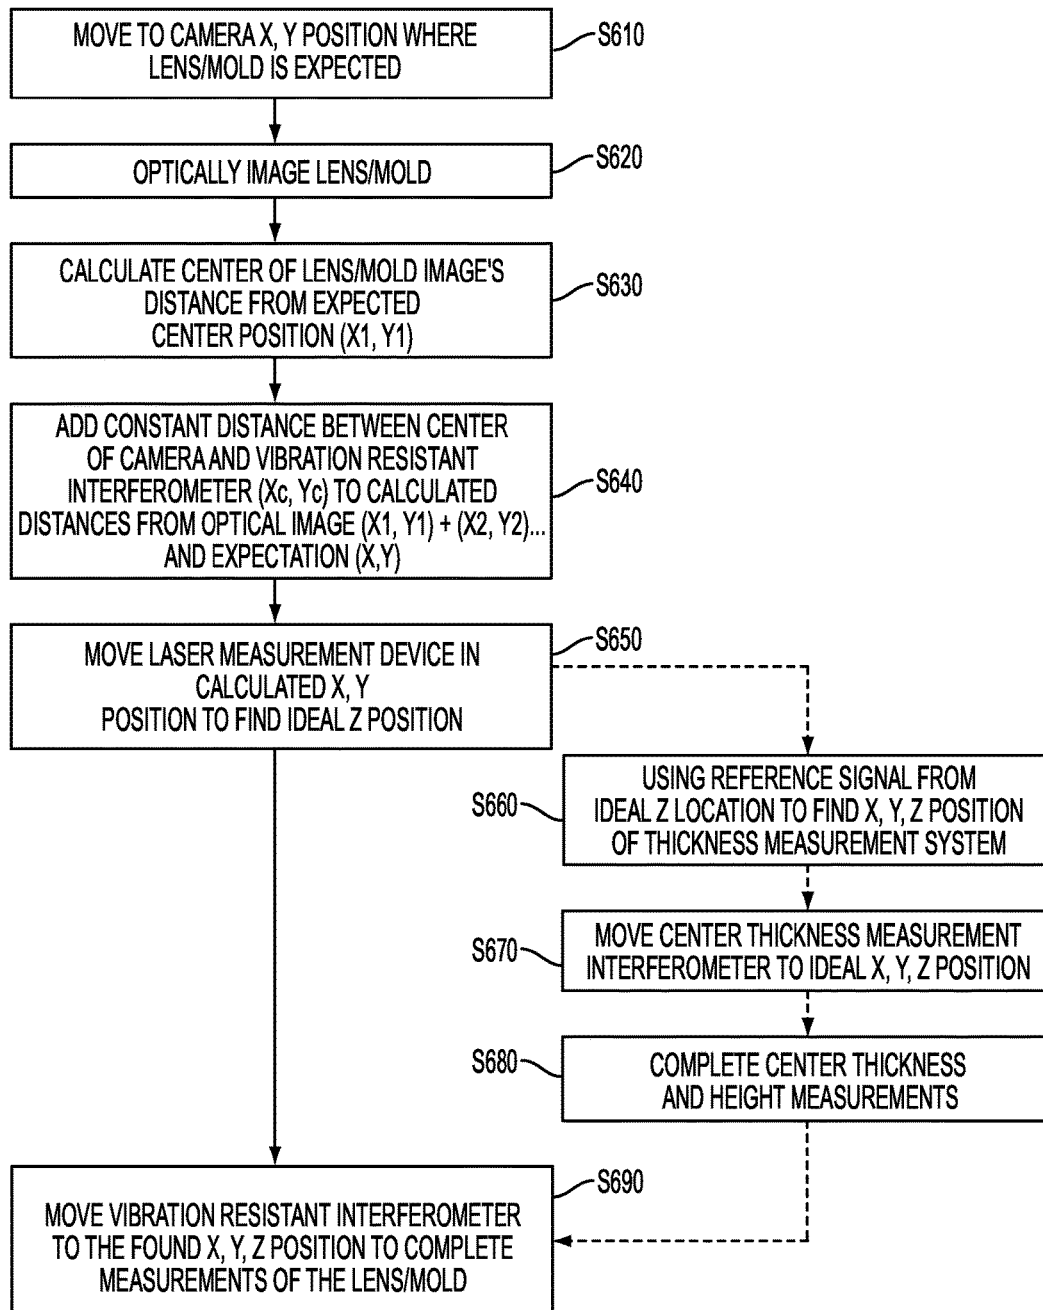 MOVE TO CAMERA X, Y POSITION WHERE
LENS/MOLD IS EXPECTED
S610
OPTICALLY IMAGE LENS/MOLD
S620
CALCULATE CENTER OF LENS/MOLD IMAGE'S
DISTANCE FROM EXPECTED
CENTER POSITION (X1, Y1)
S630
ADD CONSTANT DISTANCE BETWEEN CENTER
OF CAMERA AND VIBRATION RESISTANT
INTERFEROMETER (Xc, Yc) TO CALCULATED
DISTANCES FROM OPTICAL IMAGE (X1, Y1) + (X2, Y2)...
AND EXPECTATION (X,Y)
S640
MOVE LASER MEASUREMENT DEVICE IN
CALCULATED X, Y
POSITION TO FIND IDEAL Z POSITION
S650
USING REFERENCE SIGNAL FROM
IDEAL Z LOCATION TO FIND X, Y, Z POSITION
OF THICKNESS MEASUREMENT SYSTEM
S660
MOVE CENTER THICKNESS MEASUREMENT
INTERFEROMETER TO IDEAL X, Y, Z POSITION
S670
COMPLETE CENTER THICKNESS
AND HEIGHT MEASUREMENTS
S680
MOVE VIBRATION RESISTANT INTERFEROMETER
TO THE FOUND X, Y, Z POSITION TO COMPLETE
MEASUREMENTS OF THE LENS/MOLD
S690